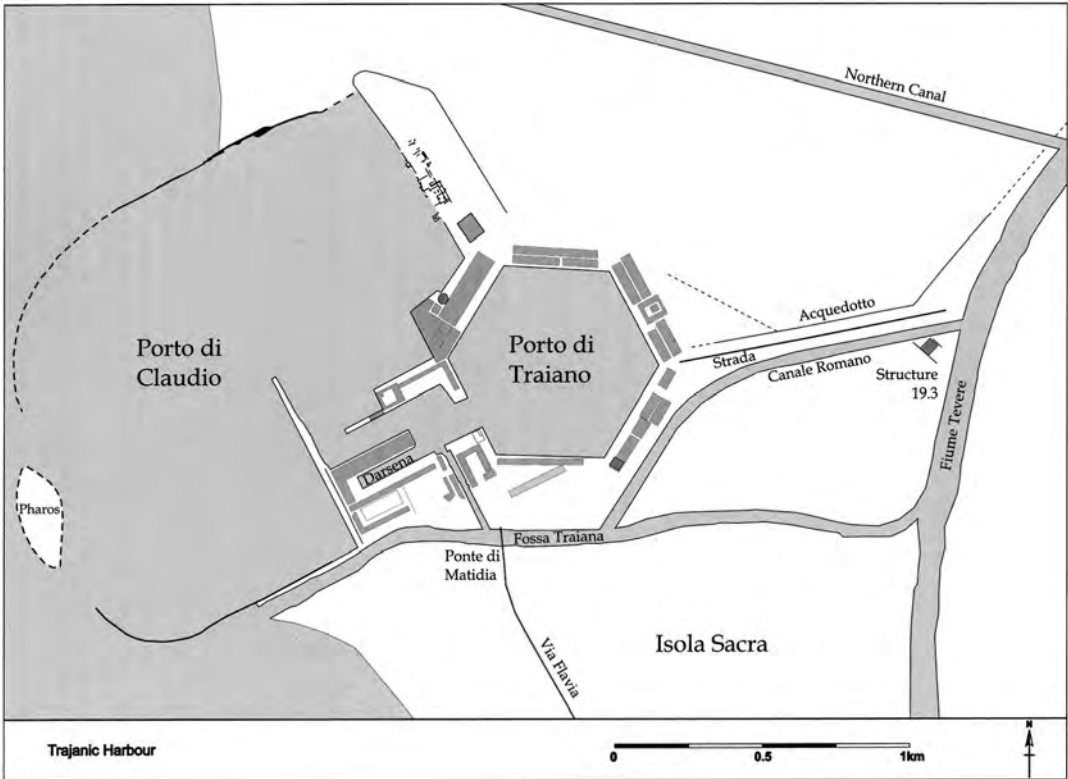 Northern Canal
Porto di
Claudio
Porto di
Traiano
Acquedotto
Strada
Canale Romano
Structure
19.3
Fiume Tevere
Darsena
Pharos
Fossa Traiana
Ponte di
Matidia
Via Flavia
Isola Sacra
Trajanic Harbour
0
0.5
1km
N